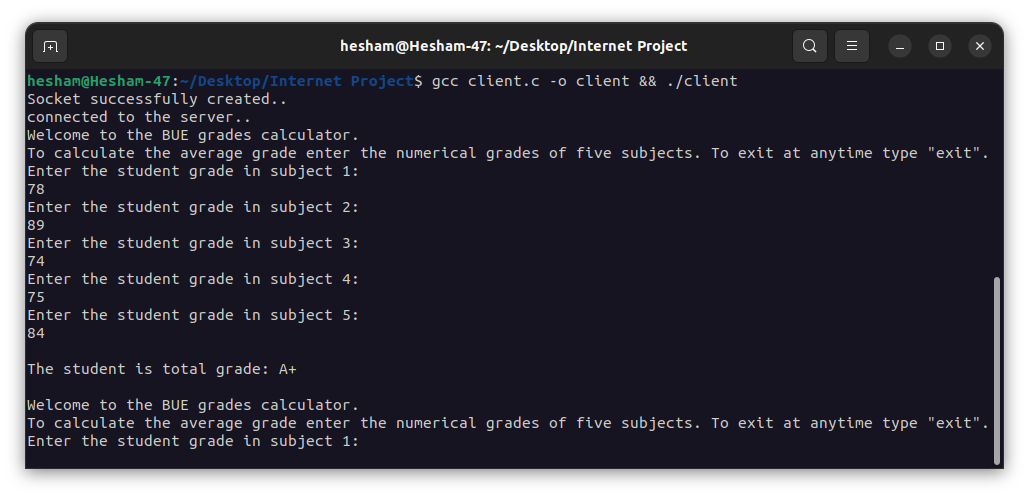 hesham@Hesham-47: ~/Desktop/Internet Project
hesham@Hesham-47:~/Desktop/Internet Project$ gcc client.c -o client && ./client
Socket successfully created..
connected to the server..
Welcome to the BUE grades calculator.
To calculate the average grade enter the numerical grades of five subjects. To exit at anytime type "exit".
Enter the student grade in subject 1:
78
Enter the student grade in subject 2:
89
Enter the student grade in subject 3:
74
Enter the student grade in subject 4:
75
Enter the student grade in subject 5:
84
The student is total grade: A+
Welcome to the BUE grades calculator.
To calculate the average grade enter the numerical grades of five subjects. To exit at anytime type "exit".
Enter the student grade in subject 1: